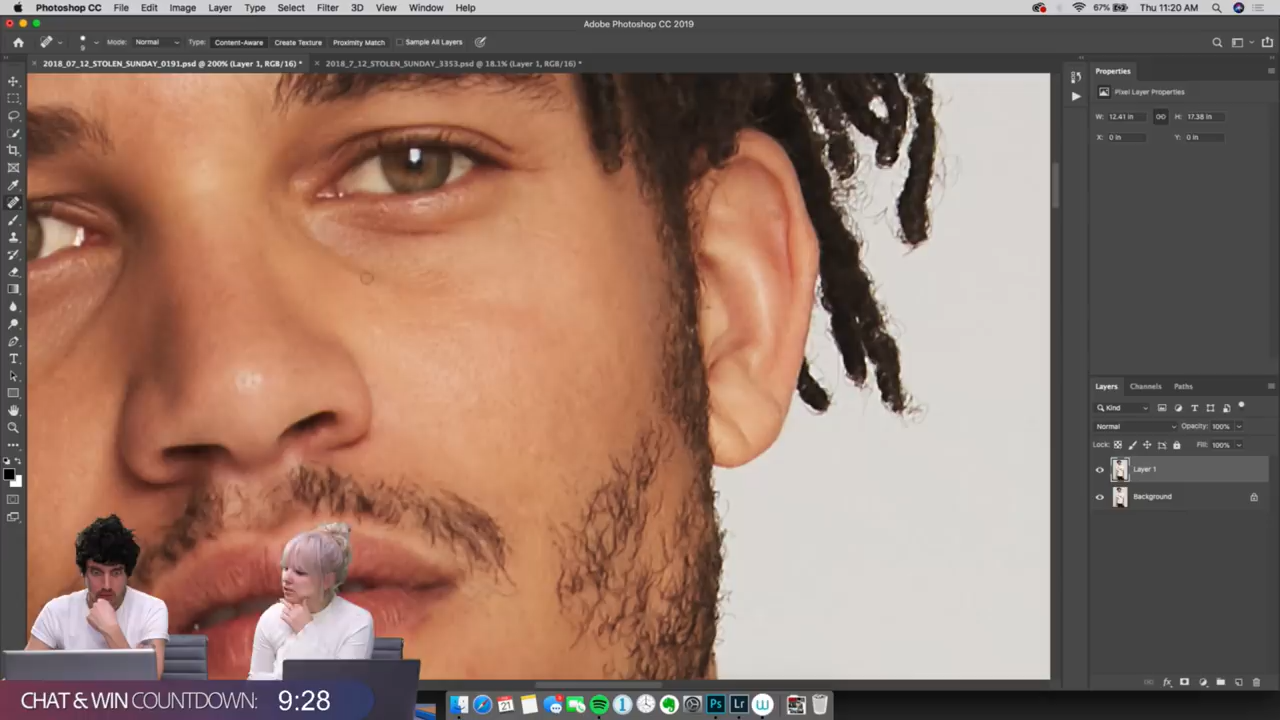 Photoshop CC File Edit Image Layer Type Select Filter 3D View Window Help 67% Thu 11:20 AM
Adobe Photoshop CC 2019
9 Mode: Normal Type: Content-Aware Create Texture Proximity Match Sample All Layers
2018_07_12_STOLEN_SUNDAY_0191.psd @ 200% (Layer 1, RGB/16) * 2018_7_12_STOLEN_SUNDAY_3353.psd @ 18.1% (Layer 1, RGB/16) *
Properties
Pixel Layer Properties
W: 12.41 in H: 17.38 in
X: 0 in Y: 0 in
Layers Channels Paths
Kind
Normal Opacity: 100%
Lock: Fill: 100%
Layer 1
Background
CHAT & WIN COUNTDOWN: 9:28
Ps Lr